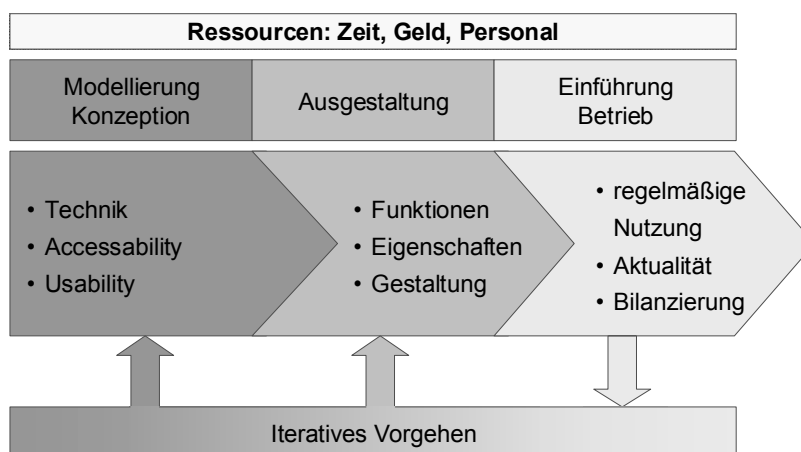 Ressourcen: Zeit, Geld, Personal
Modellierung
Konzeption
Ausgestaltung
Einführung
Betrieb
• Technik
• Accessability
• Usability
• Funktionen
• Eigenschaften
• Gestaltung
• regelmäßige
Nutzung
• Aktualität
• Bilanzierung
Iteratives Vorgehen